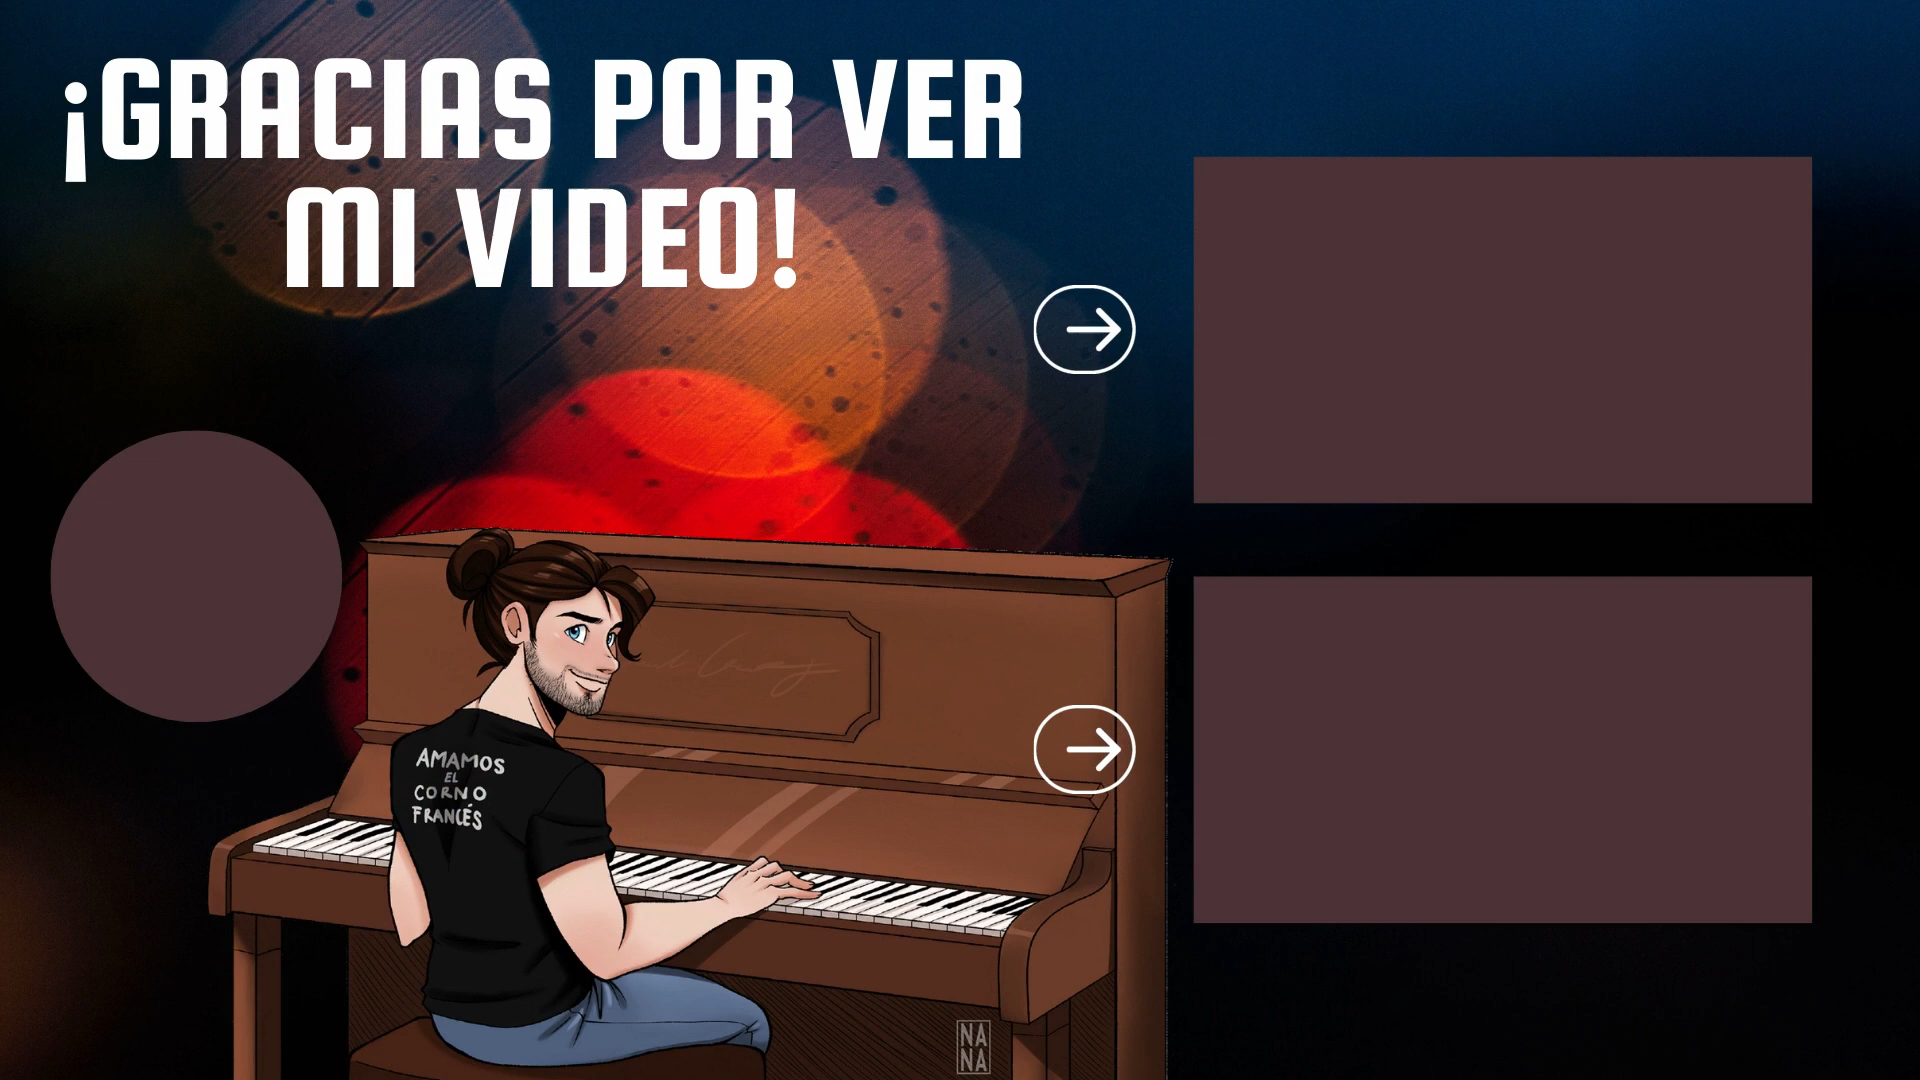 ¡GRACIAS POR VER
MI VIDEO!
AMAMOS
EL
CORNO
FRANCÉS
NA
NA